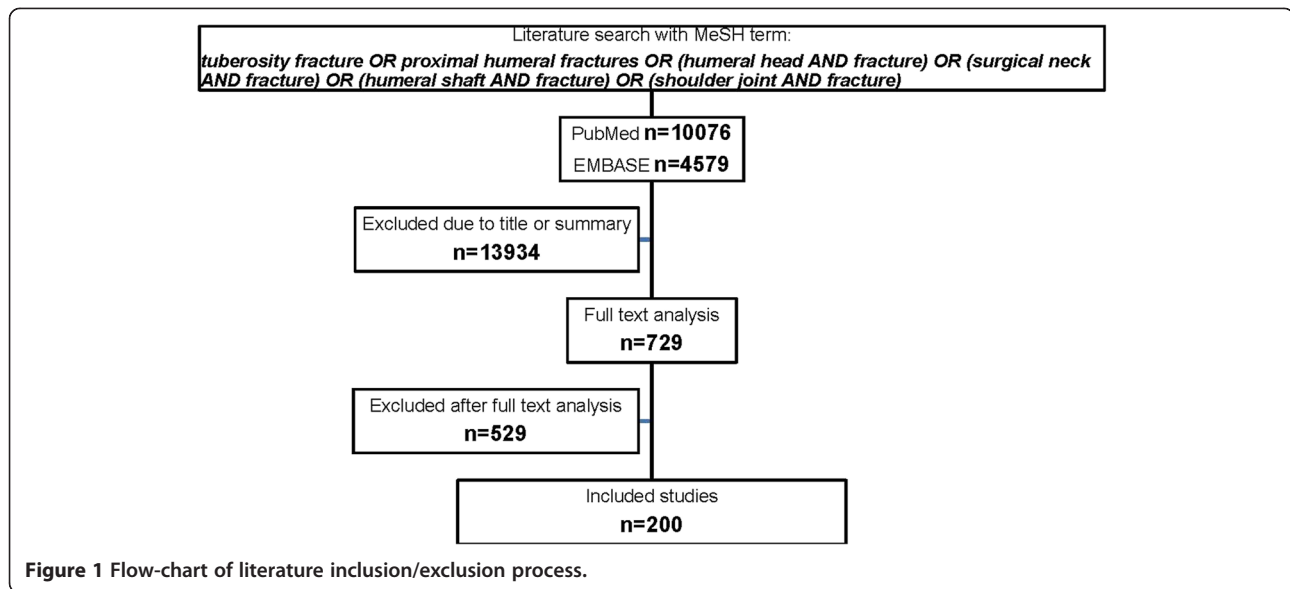 Literature search with MeSH term:
tuberosity fracture OR proximal humeral fractures OR (humeral head AND fracture) OR (surgical neck
AND fracture) OR (humeral shaft AND fracture) OR (shoulder joint AND fracture)
PubMed n=10076
EMBASE n=4579
Excluded due to title or summary
n=13934
Full text analysis
n=729
Excluded after full text analysis
n=529
Included studies
n=200
Figure 1 Flow-chart of literature inclusion/exclusion process.